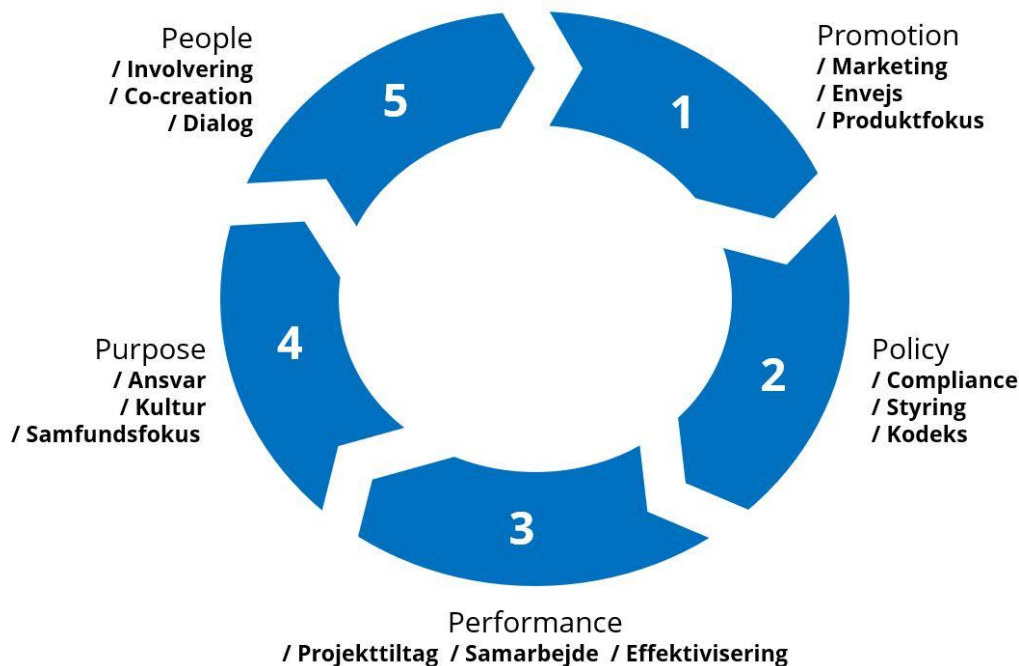 People
/ Involvering
/ Co-creation
/ Dialog
5
1
Promotion
/ Marketing
/ Envejs
/ Produktfokus
Purpose
/ Ansvar
/ Kultur
/ Samfundsfokus
4
2
Policy
/ Compliance
/ Styring
/ Kodeks
3
Performance
/ Projekttiltag / Samarbejde / Effektivisering